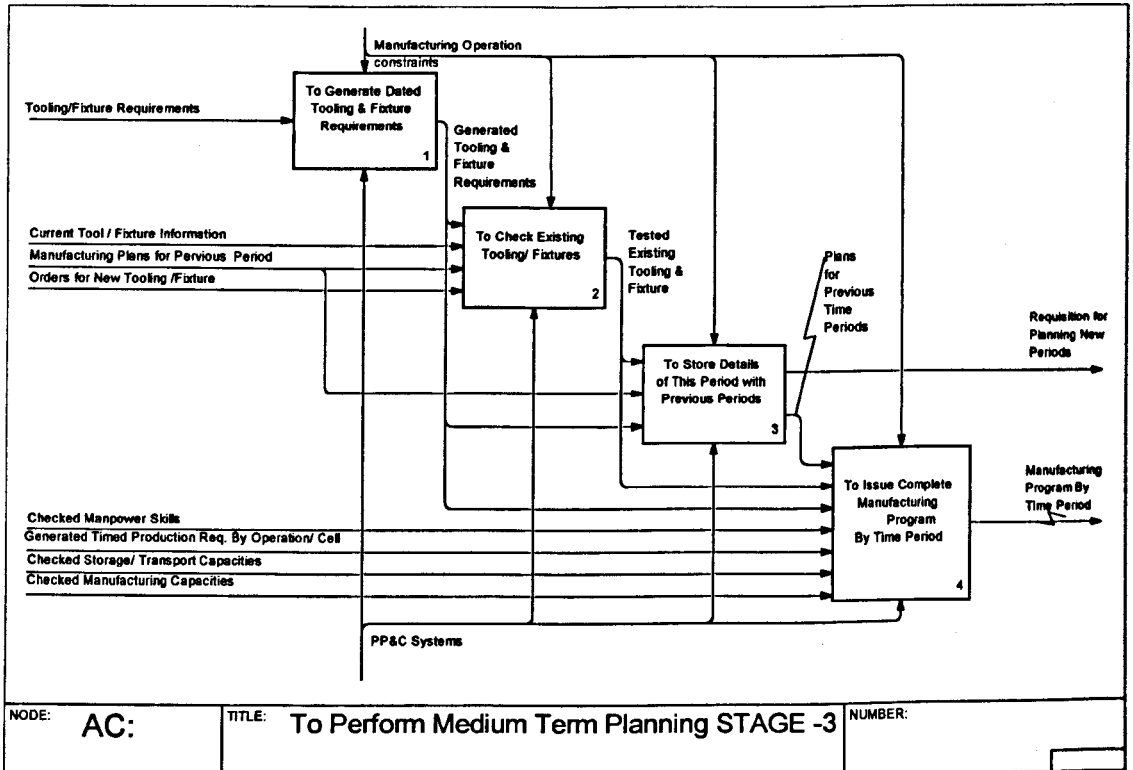 Manufacturing Operation
constraints
To Generate Dated
Tooling & Fixture
Requirements
1
Tooling/Fixture Requirements
Generated
Tooling &
Fixture
Requirements
Current Tool / Fixture Information
Manufacturing Plans for Pervious Period
Orders for New Tooling /Fixture
To Check Existing
Tooling/ Fixtures
2
Tested
Existing
Tooling &
Fixture
Plans
for
Previous
Time
Periods
To Store Details
of This Period with
Previous Periods
3
Requisition for
Planning New
Periods
To Issue Complete
Manufacturing
Program
By Time Period
4
Manufacturing
Program By
Time Period
Checked Manpower Skills
Generated Timed Production Req. By Operation/ Cell
Checked Storage/ Transport Capacities
Checked Manufacturing Capacities
PP&C Systems
NODE: AC:
TITLE: To Perform Medium Term Planning STAGE -3
NUMBER: